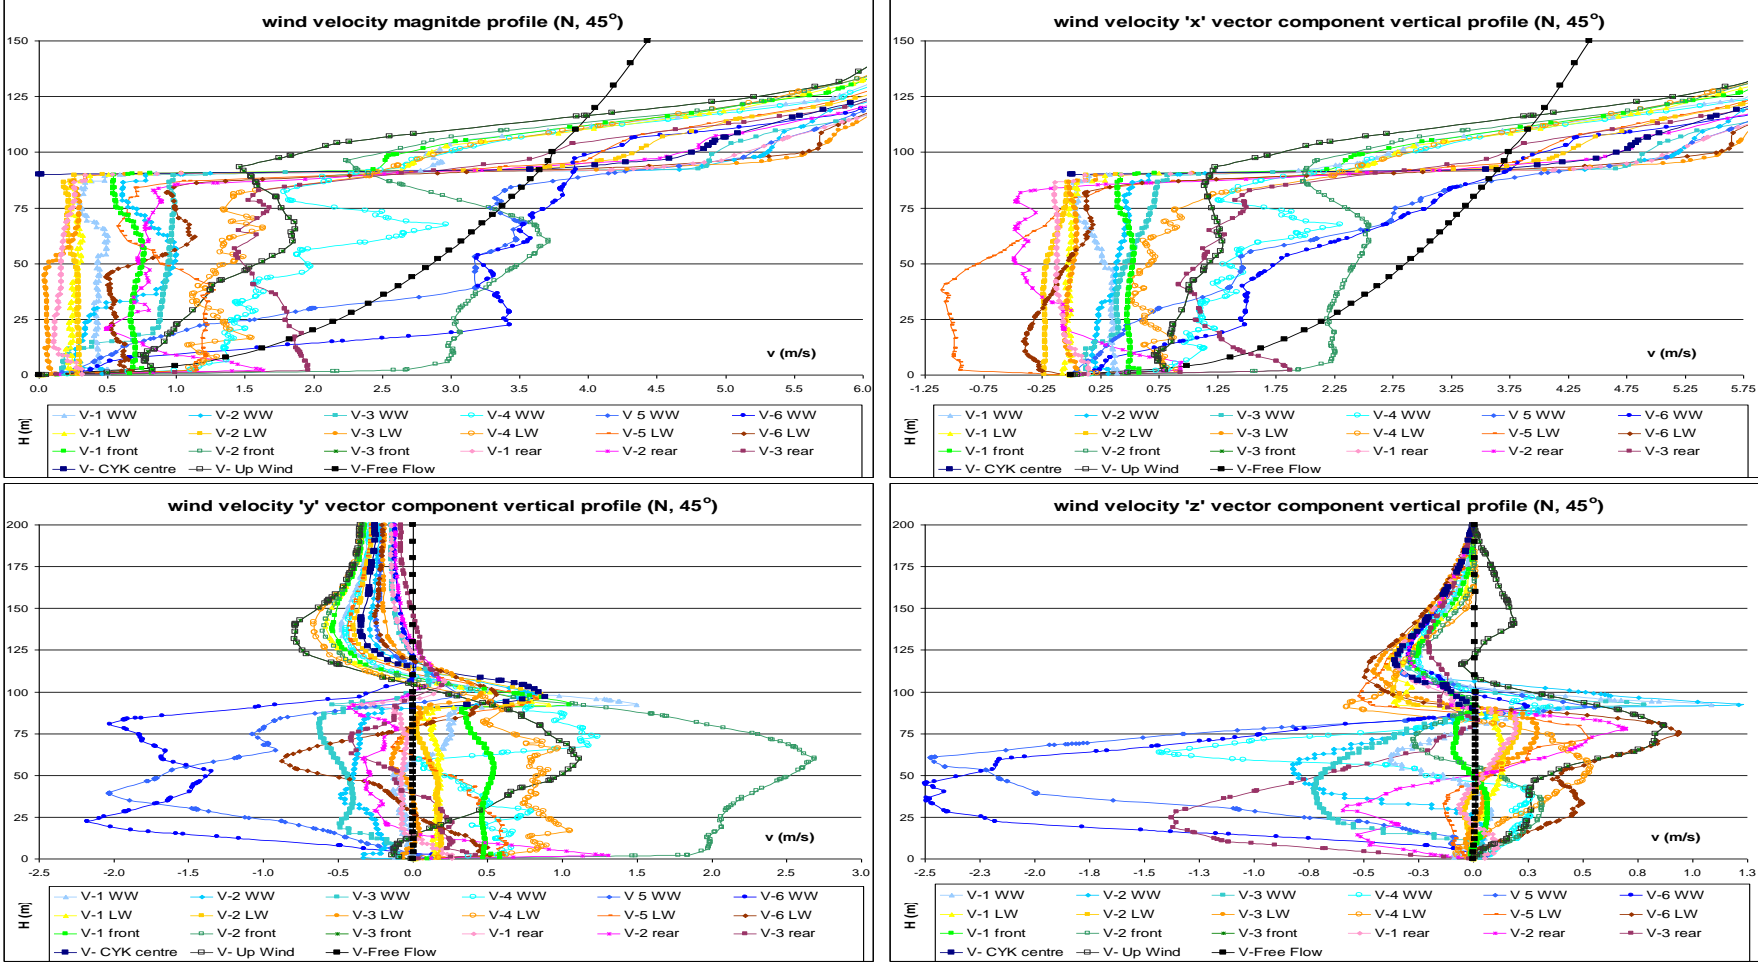 wind velocity magnitde profile (N, 45°)
150
125
100
75
50
25
0
0.0 0.5 1.0 1.5 2.0 2.5 3.0 3.5 4.0 4.5 5.0 5.5 6.0
v (m/s)
H (m)
V-1 WW V-2 WW V-3 WW V-4 WW V 5 WW V-6 WW
V-1 LW V-2 LW V-3 LW V-4 LW V-5 LW V-6 LW
V-1 front V-2 front V-3 front V-1 rear V-2 rear V-3 rear
V- CYK centre V- Up Wind V-Free Flow
wind velocity 'x' vector component vertical profile (N, 45°)
150
125
100
75
50
25
0
-1.25 -0.75 -0.25 0.25 0.75 1.25 1.75 2.25 2.75 3.25 3.75 4.25 4.75 5.25 5.75
v (m/s)
H (m)
V-1 WW V-2 WW V-3 WW V-4 WW V 5 WW V-6 WW
V-1 LW V-2 LW V-3 LW V-4 LW V-5 LW V-6 LW
V-1 front V-2 front V-3 front V-1 rear V-2 rear V-3 rear
V- CYK centre V- Up Wind V-Free Flow
wind velocity 'y' vector component vertical profile (N, 45°)
200
175
150
125
100
75
50
25
0
-2.5 -2.0 -1.5 -1.0 -0.5 0.0 0.5 1.0 1.5 2.0 2.5 3.0
v (m/s)
H (m)
V-1 WW V-2 WW V-3 WW V-4 WW V 5 WW V-6 WW
V-1 LW V-2 LW V-3 LW V-4 LW V-5 LW V-6 LW
V-1 front V-2 front V-3 front V-1 rear V-2 rear V-3 rear
V- CYK centre V- Up Wind V-Free Flow
wind velocity 'z' vector component vertical profile (N, 45°)
200
175
150
125
100
75
50
25
0
-2.5 -2.3 -2.0 -1.8 -1.5 -1.3 -1.0 -0.8 -0.5 -0.3 0.0 0.3 0.5 0.8 1.0 1.3
v (m/s)
H (m)
V-1 WW V-2 WW V-3 WW V-4 WW V 5 WW V-6 WW
V-1 LW V-2 LW V-3 LW V-4 LW V-5 LW V-6 LW
V-1 front V-2 front V-3 front V-1 rear V-2 rear V-3 rear
V- CYK centre V- Up Wind V-Free Flow